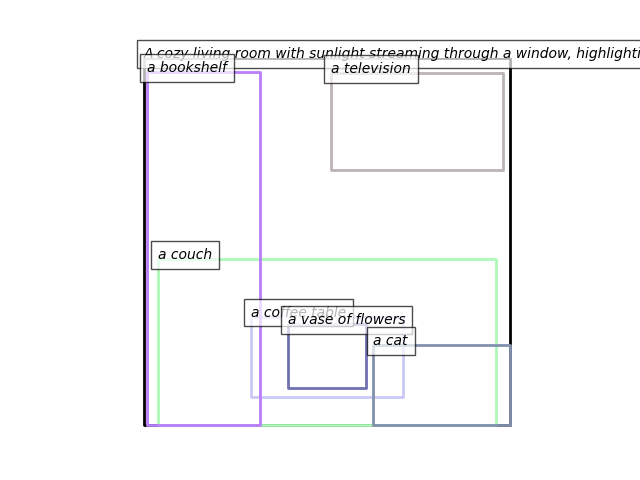 A cozy living room with sunlight streaming through a window, highlighti
a bookshelf
a television
a couch
a coffee table
a vase of flowers
a cat